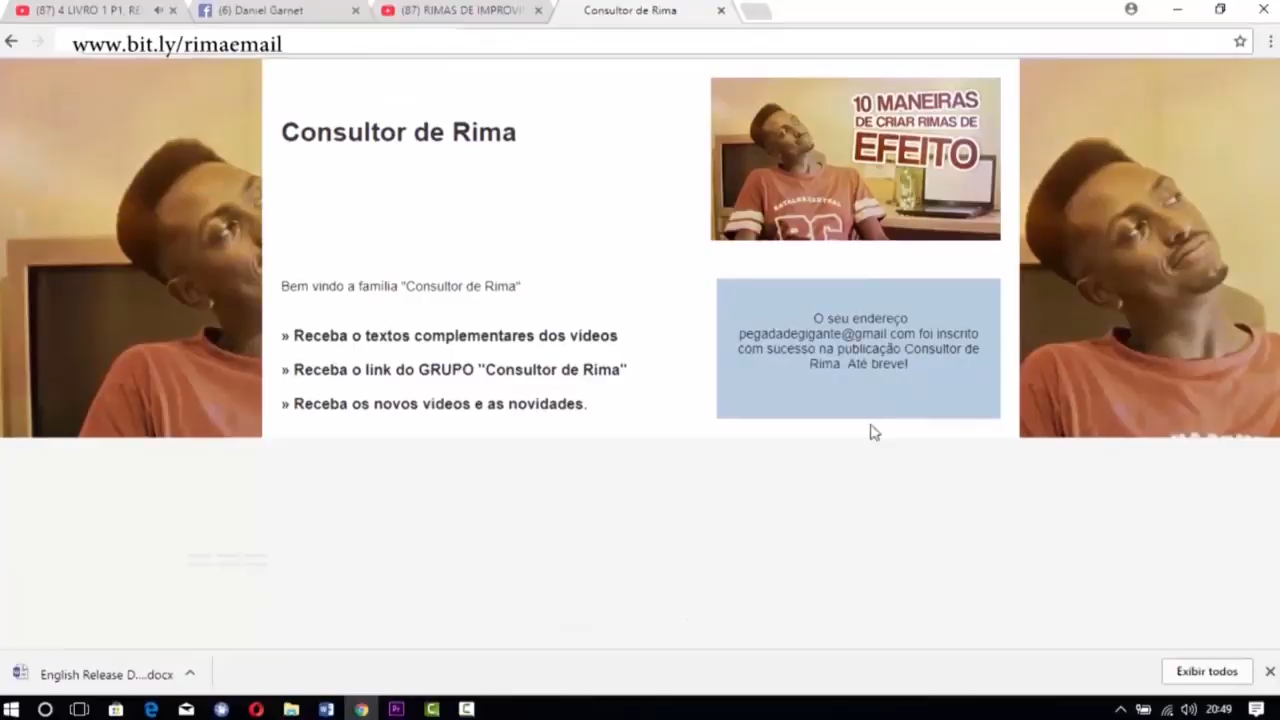 (87) 4 LIVRO 1 P1. RE
(6) Daniel Garnet
(87) RIMAS DE IMPROVI
Consultor de Rima
www.bit.ly/rimaemail
Consultor de Rima
10 MANEIRAS
DE CRIAR RIMAS DE
EFEITO
BATALHA CENTRAL
BC
Bem vindo a família "Consultor de Rima"
» Receba o textos complementares dos vídeos
» Receba o link do GRUPO "Consultor de Rima"
» Receba os novos vídeos e as novidades.
O seu endereço
pegadadegigante@gmail.com foi inscrito
com sucesso na publicação Consultor de
Rima. Até breve!
English Release D....docx
Exibir todos
20:49